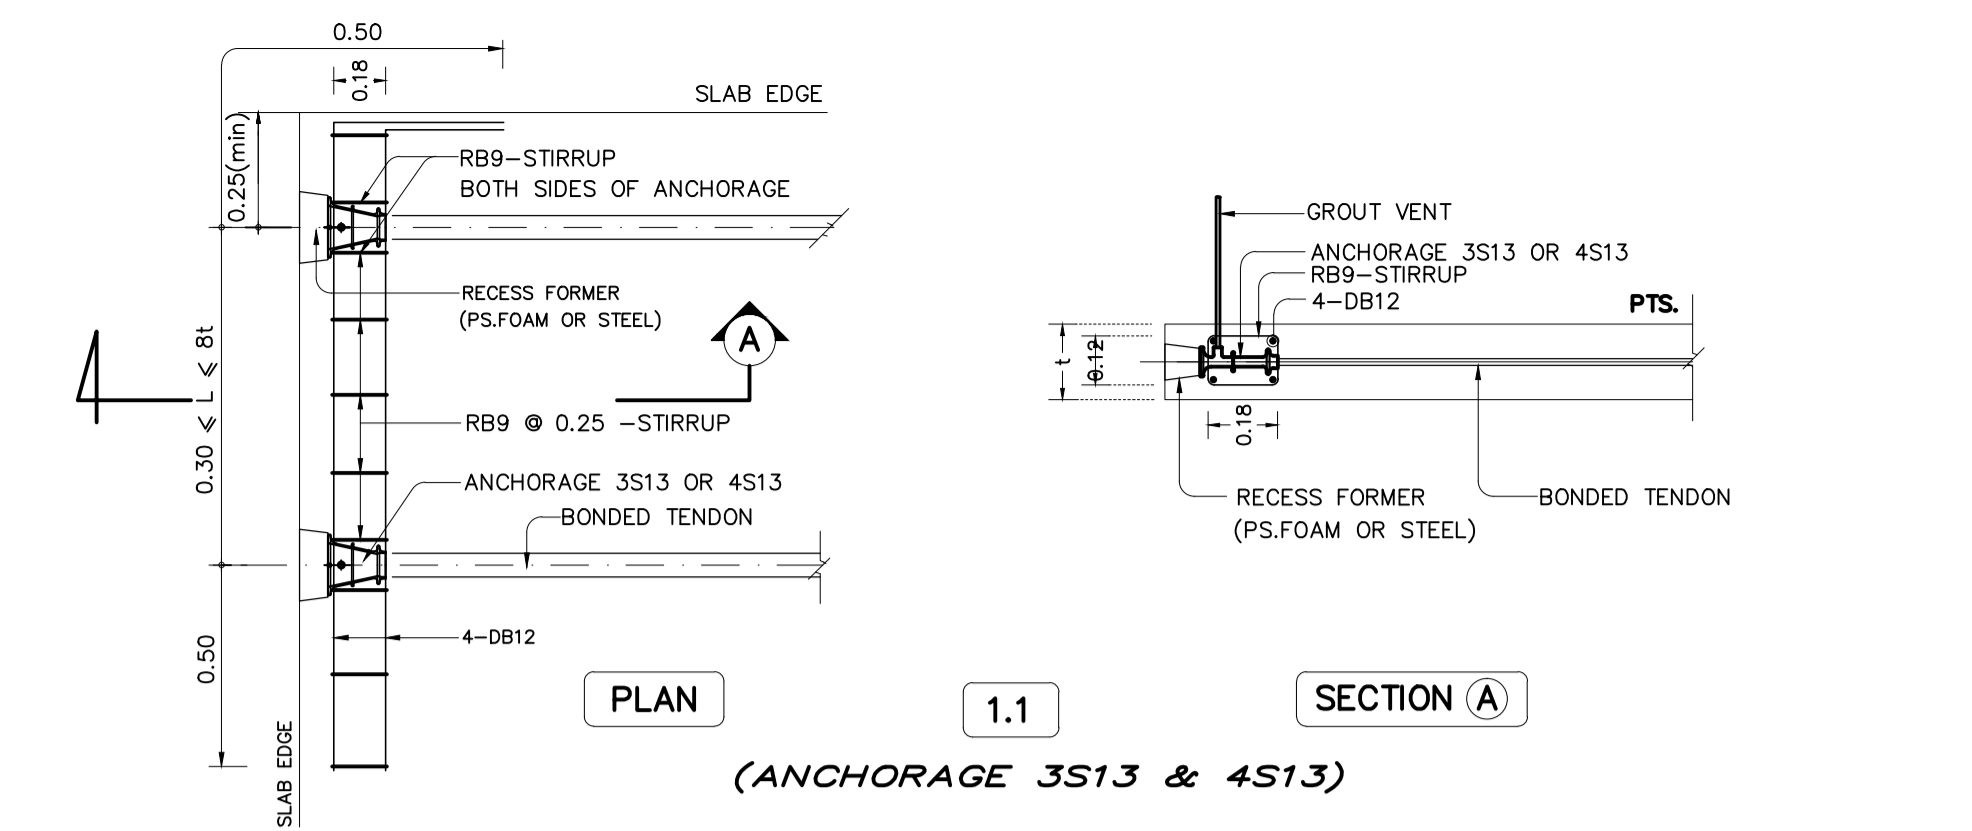 0.50
0.18
SLAB EDGE
0.25(min)
RB9-STIRRUP
BOTH SIDES OF ANCHORAGE
RECESS FORMER
(PS.FOAM OR STEEL)
A
0.30 ⩽ L ⩽ 8t
RB9 @ 0.25 -STIRRUP
ANCHORAGE 3S13 OR 4S13
BONDED TENDON
0.50
4-DB12
SLAB EDGE
PLAN
GROUT VENT
ANCHORAGE 3S13 OR 4S13
RB9-STIRRUP
4-DB12
PTS.
t
0.12
0.18
RECESS FORMER
(PS.FOAM OR STEEL)
BONDED TENDON
1.1
SECTION A
(ANCHORAGE 3S13 & 4S13)